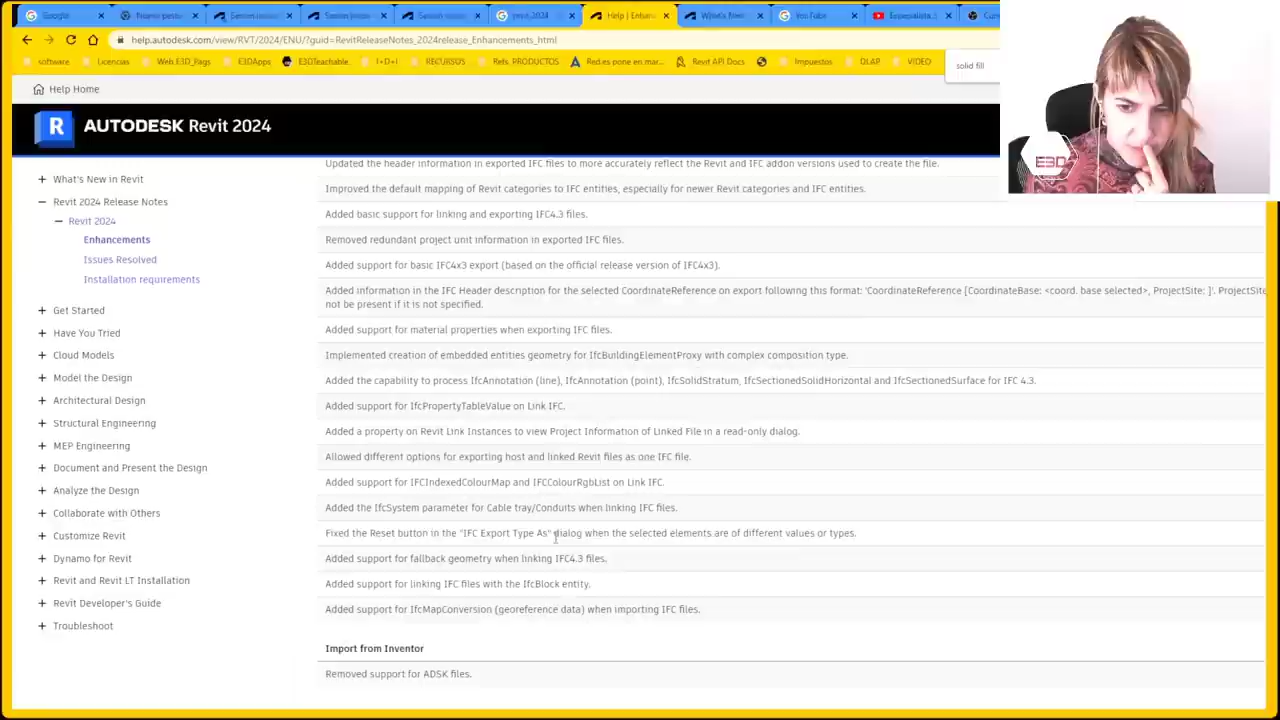 Google
Session
revit 2024
Help | Enhan
What's New
YouTube
Especialista
help.autodesk.com/view/RVT/2024/ENU/?guid=RevitReleaseNotes_2024release_Enhancements_html
software
Licencias
Web E3D_Pags
E3DApps
E3DTeachable
I+D+I
RECURSOS
Refs. PRODUCTOS
Red.es pone en mar...
Revit API Docs
Impuestos
DLAP
VIDEO
solid fill
Help Home
R AUTODESK Revit 2024
E3D
What's New in Revit
Revit 2024 Release Notes
Revit 2024
Enhancements
Issues Resolved
Installation requirements
Get Started
Have You Tried
Cloud Models
Model the Design
Architectural Design
Structural Engineering
MEP Engineering
Document and Present the Design
Analyze the Design
Collaborate with Others
Customize Revit
Dynamo for Revit
Revit and Revit LT Installation
Revit Developer's Guide
Troubleshoot
Updated the header information in exported IFC files to more accurately reflect the Revit and IFC addon versions used to create the file.
Improved the default mapping of Revit categories to IFC entities, especially for newer Revit categories and IFC entities.
Added basic support for linking and exporting IFC4.3 files.
Removed redundant project unit information in exported IFC files.
Added support for basic IFC4x3 export (based on the official release version of IFC4x3).
Added information in the IFC Header description for the selected CoordinateReference on export following this format: 'CoordinateReference [CoordinateBase: <coord. base selected>, ProjectSite: ]'. ProjectSite
not be present if it is not specified.
Added support for material properties when exporting IFC files.
Implemented creation of embedded entities geometry for IfcBuildingElementProxy with complex composition type.
Added the capability to process IfcAnnotation (line), IfcAnnotation (point), IfcSolidStratum, IfcSectionedSolidHorizontal and IfcSectionedSurface for IFC 4.3.
Added support for IfcPropertyTableValue on Link IFC.
Added a property on Revit Link Instances to view Project Information of Linked File in a read-only dialog.
Allowed different options for exporting host and linked Revit files as one IFC file.
Added support for IFCIndexedColourMap and IFCColourRgbList on Link IFC.
Added the IfcSystem parameter for Cable tray/Conduits when linking IFC files.
Fixed the Reset button in the "IFC Export Type As" dialog when the selected elements are of different values or types.
Added support for fallback geometry when linking IFC4.3 files.
Added support for linking IFC files with the IfcBlock entity.
Added support for IfcMapConversion (georeference data) when importing IFC files.
Import from Inventor
Removed support for ADSK files.